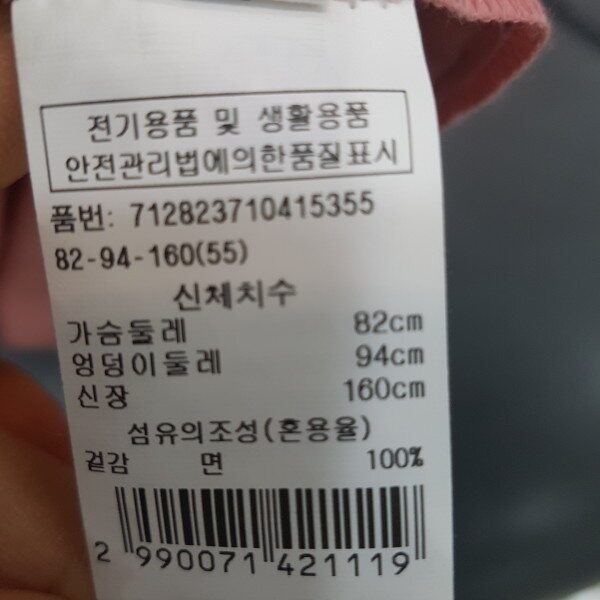 전기용품 및 생활용품
안전관리법에의한품질표시
품번: 712823710415355
82-94-160(55)
신체치수
가슴둘레 82cm
엉덩이둘레 94cm
신장 160cm
섬유의조성(혼용율)
겉감 면 100%
2 990071 421119